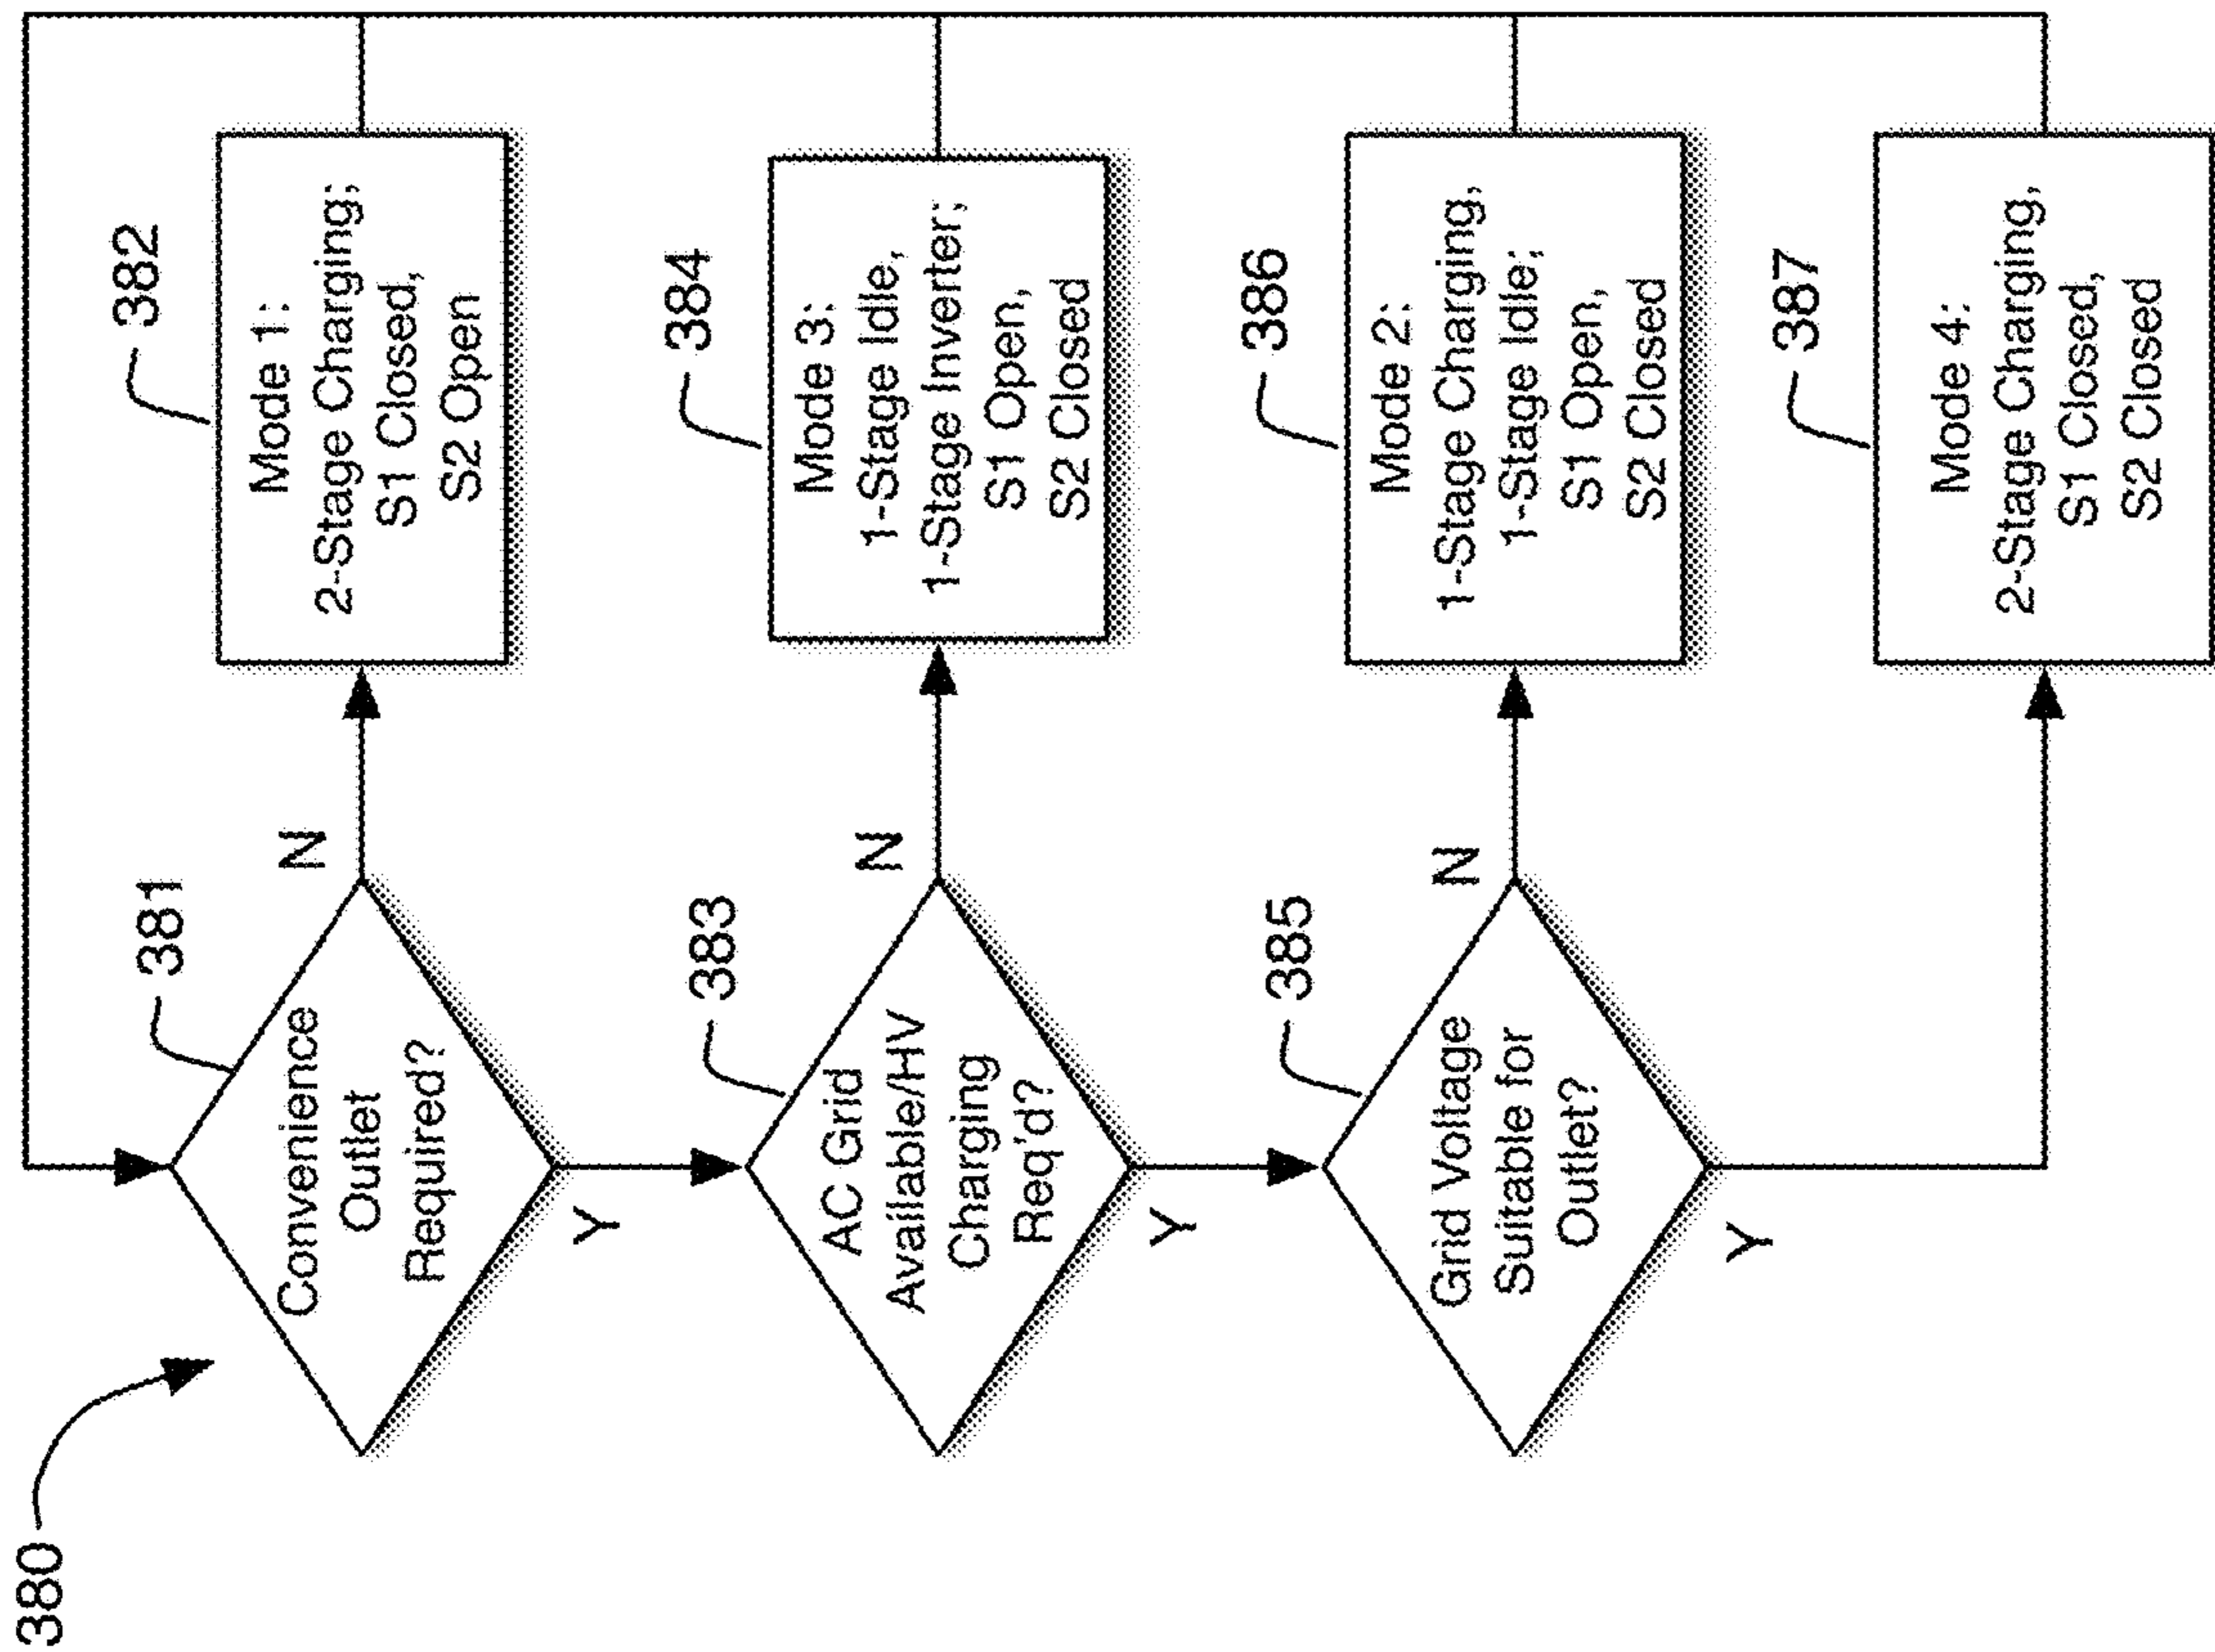 380
381
Convenience
Outlet
Required?
N
Y
382
Mode 1:
2-Stage Charging;
S1 Closed,
S2 Open
383
AC Grid
Available/HV
Charging
Req'd?
N
Y
384
Mode 3:
1-Stage Idle,
1-Stage Inverter;
S1 Open,
S2 Closed
385
Grid Voltage
Suitable for
Outlet?
N
Y
386
Mode 2:
1-Stage Charging,
1-Stage Idle;
S1 Open,
S2 Closed
387
Mode 4:
2-Stage Charging,
S1 Closed,
S2 Closed